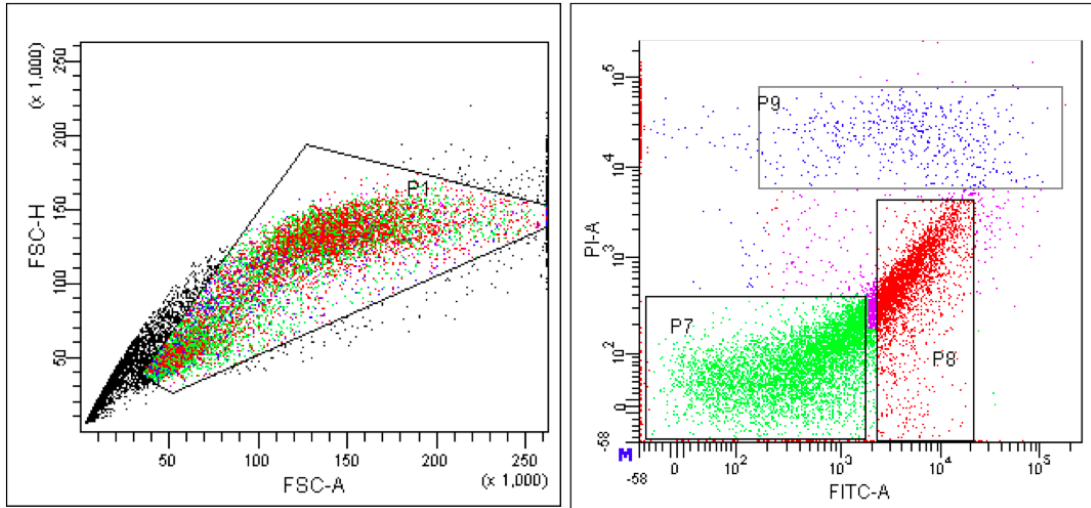 (x 1,000)
250
200
150
100
50
FSC-H
P1
50 100 150 200 250
FSC-A
(x 1,000)
P9
P7
P8
PI-A
10^5
10^4
10^3
10^2
0
-58
M
-58 0 10^2 10^3 10^4 10^5
FITC-A